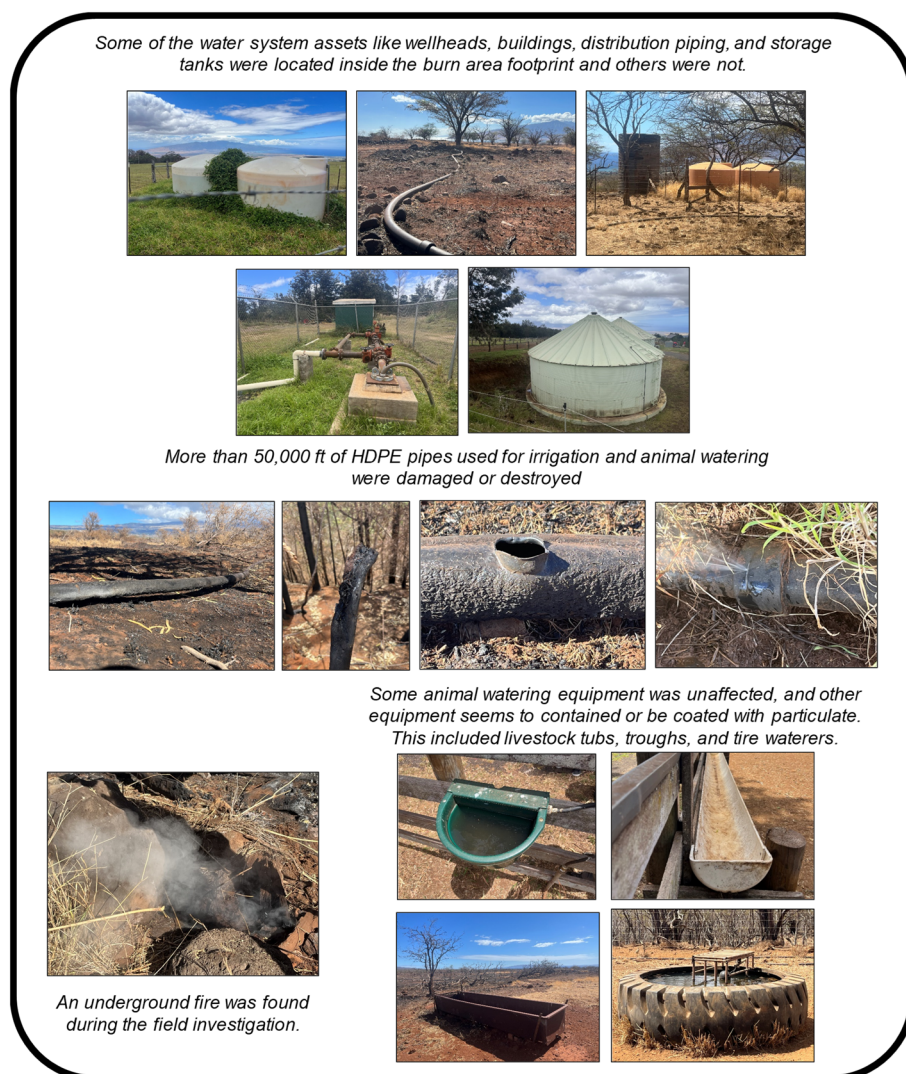 Some of the water system assets like wellheads, buildings, distribution piping, and storage
tanks were located inside the burn area footprint and others were not.
More than 50,000 ft of HDPE pipes used for irrigation and animal watering
were damaged or destroyed
Some animal watering equipment was unaffected, and other
equipment seems to contained or be coated with particulate.
This included livestock tubs, troughs, and tire waterers.
An underground fire was found
during the field investigation.